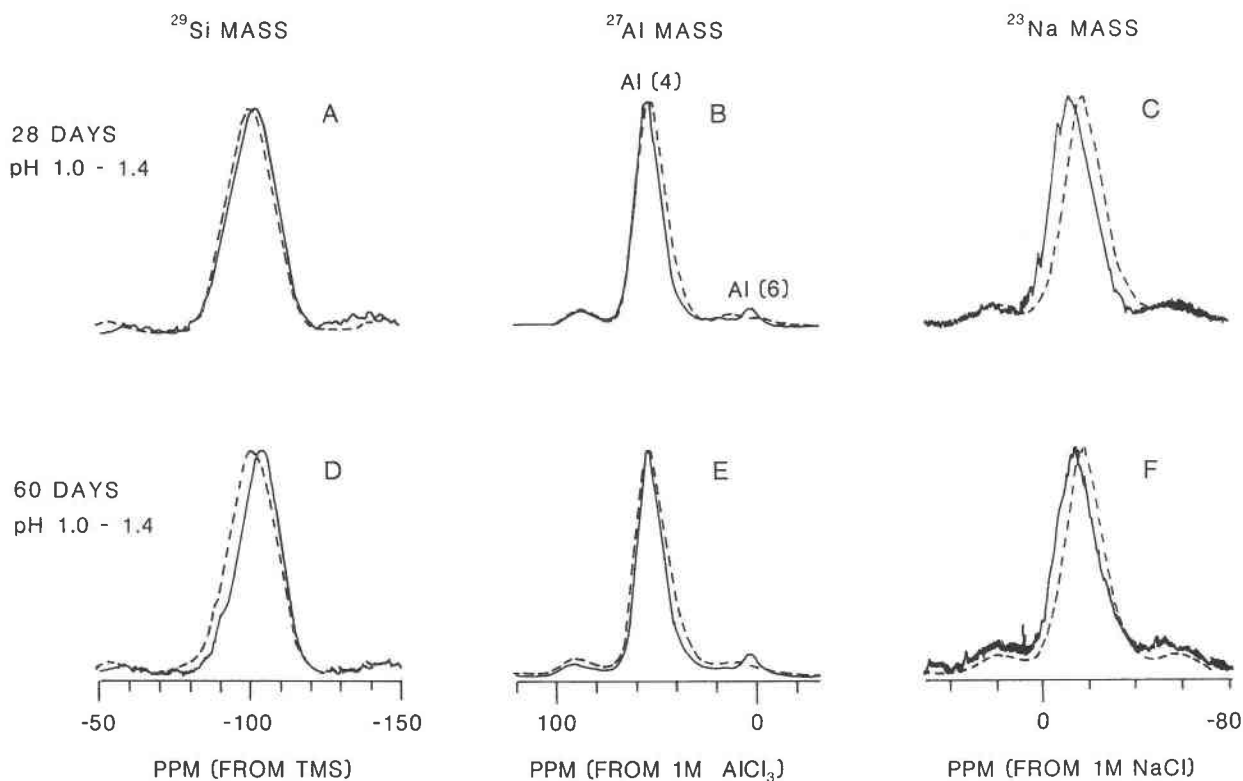 ²⁹Si MASS
²⁷Al MASS
²³Na MASS
28 DAYS
pH 1.0 - 1.4
A
Al (4)
B
Al (6)
C
60 DAYS
pH 1.0 - 1.4
D
E
F
-50 -100 -150
100 0
0 -80
PPM (FROM TMS)
PPM (FROM 1M AlCl₃)
PPM (FROM 1M NaCl)